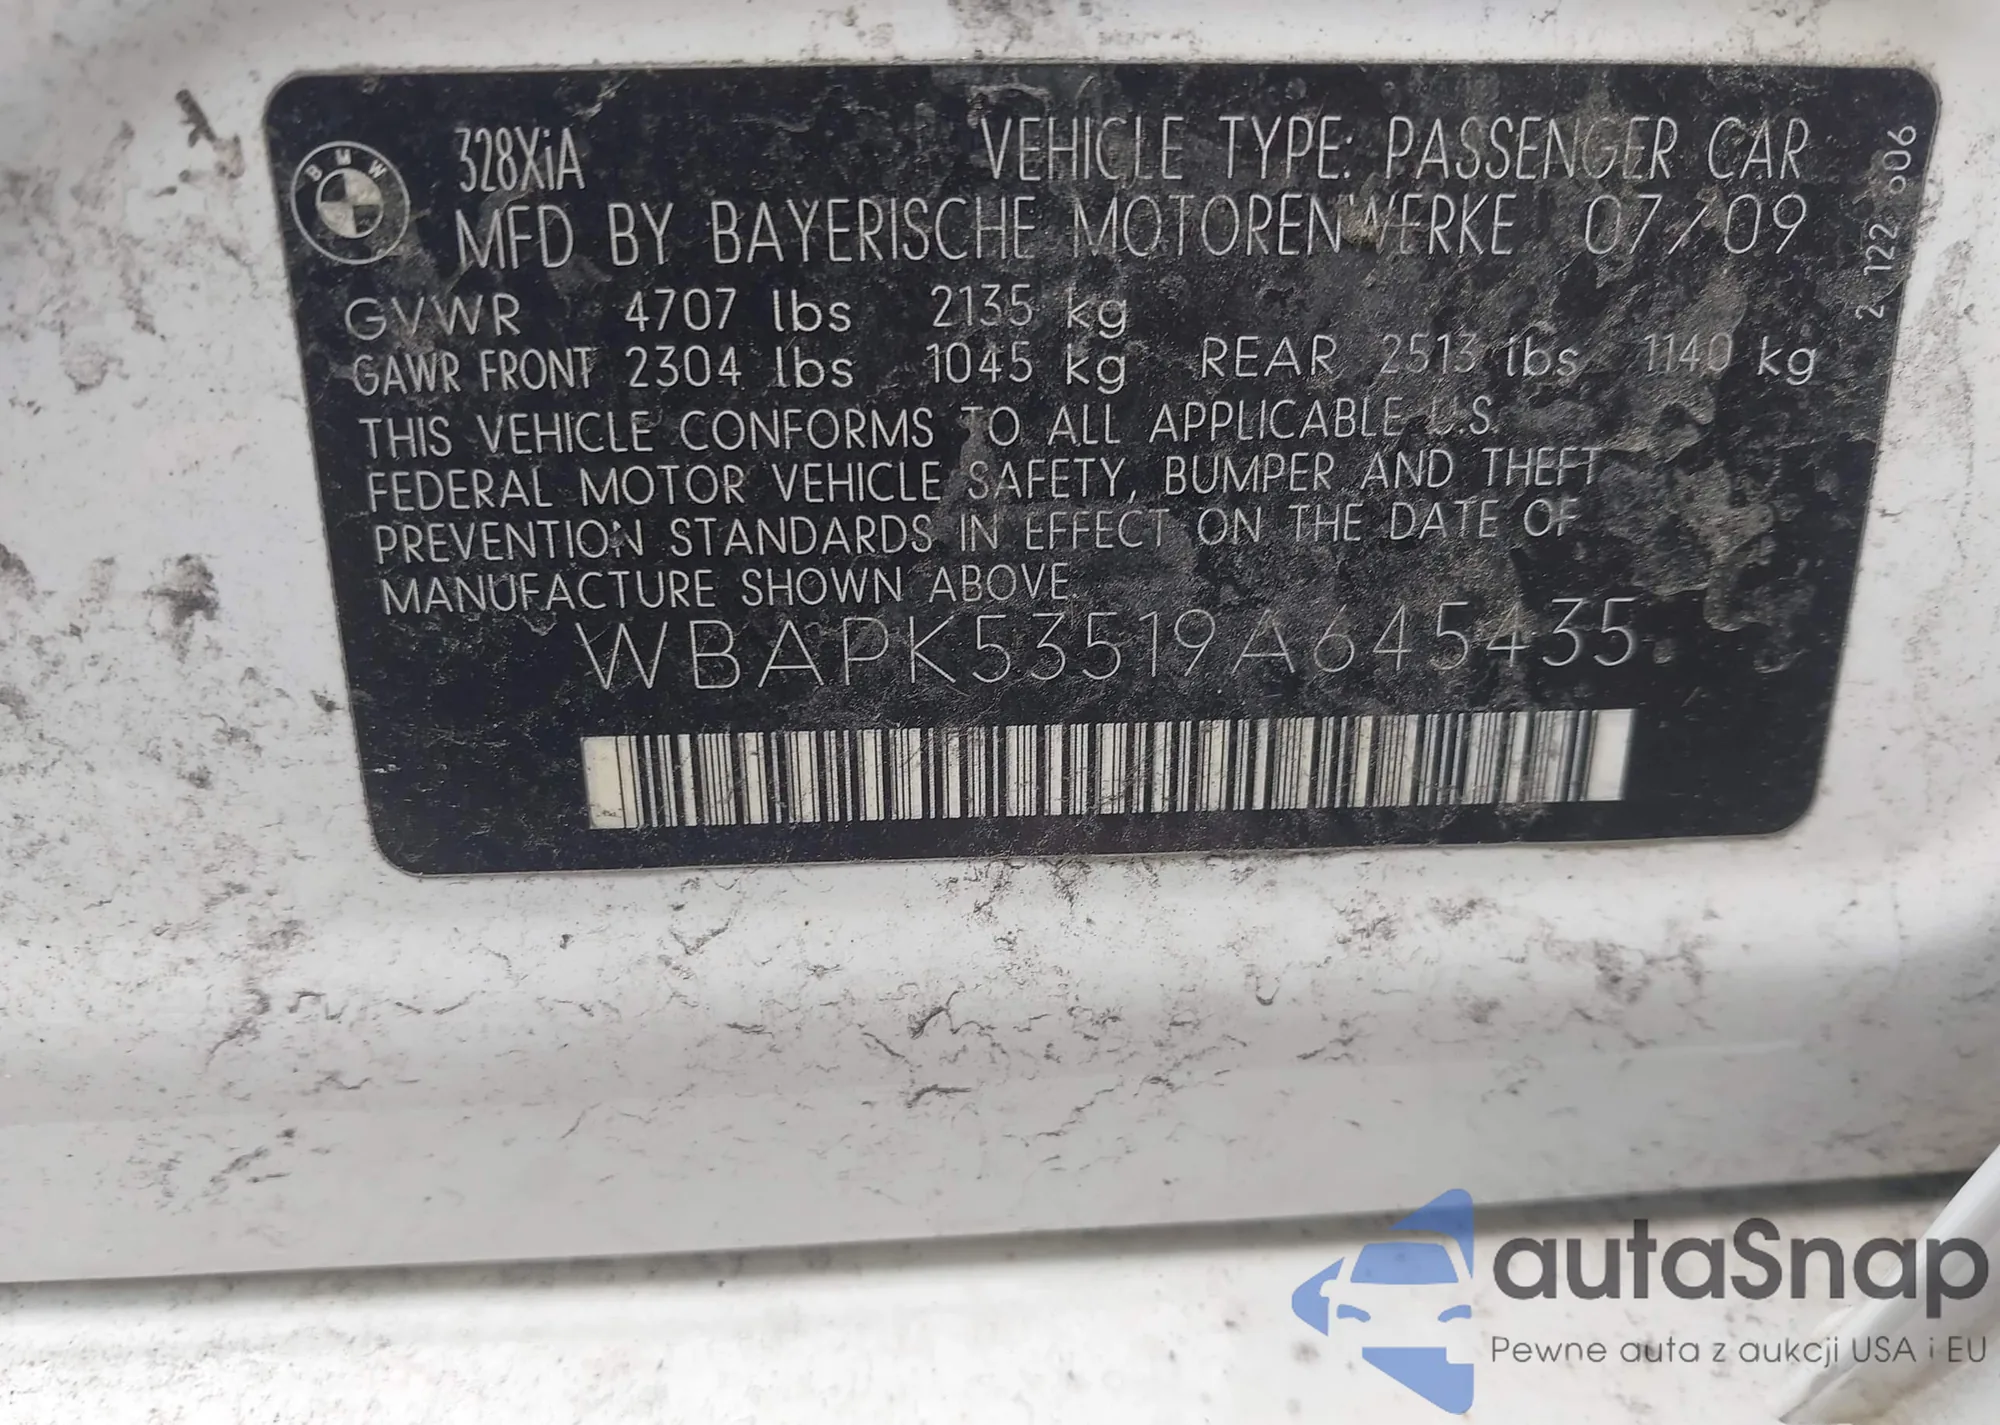 BMW
328XiA
VEHICLE TYPE: PASSENGER CAR
MFD BY BAYERISCHE MOTORENWERKE 07/09
GVWR 4707 lbs 2135 kg
GAWR FRONT 2304 lbs 1045 kg REAR 2513 lbs 1140 kg
THIS VEHICLE CONFORMS TO ALL APPLICABLE U.S.
FEDERAL MOTOR VEHICLE SAFETY, BUMPER AND THEFT
PREVENTION STANDARDS IN EFFECT ON THE DATE OF
MANUFACTURE SHOWN ABOVE.
WBAPK53519A645435
2 122 606
autaSnap
Pewne auta z aukcji USA i EU